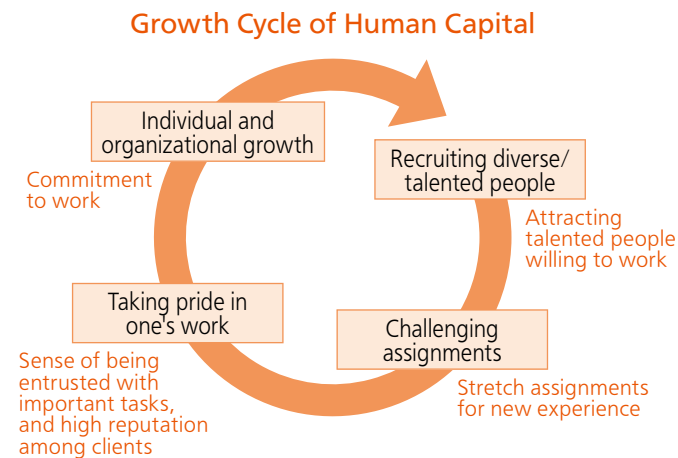 Growth Cycle of Human Capital
Individual and
organizational growth
Commitment
to work
Recruiting diverse/
talented people
Attracting
talented people
willing to work
Taking pride in
one's work
Sense of being
entrusted with
important tasks,
and high reputation
among clients
Challenging
assignments
Stretch assignments
for new experience